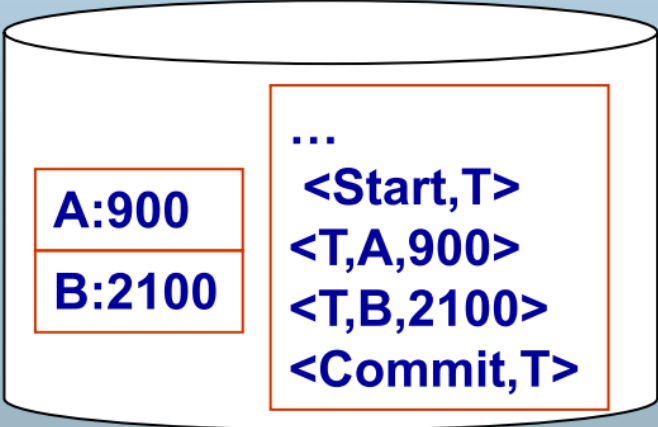 A:900
B:2100
...
<Start,T>
<T,A,900>
<T,B,2100>
<Commit,T>